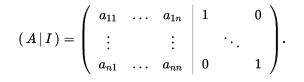 ( A | I ) = ( a₁₁ … a₁ₙ | 1 0
⋮ ⋮ | ⋱
aₙ₁ … aₙₙ | 0 1 ) .